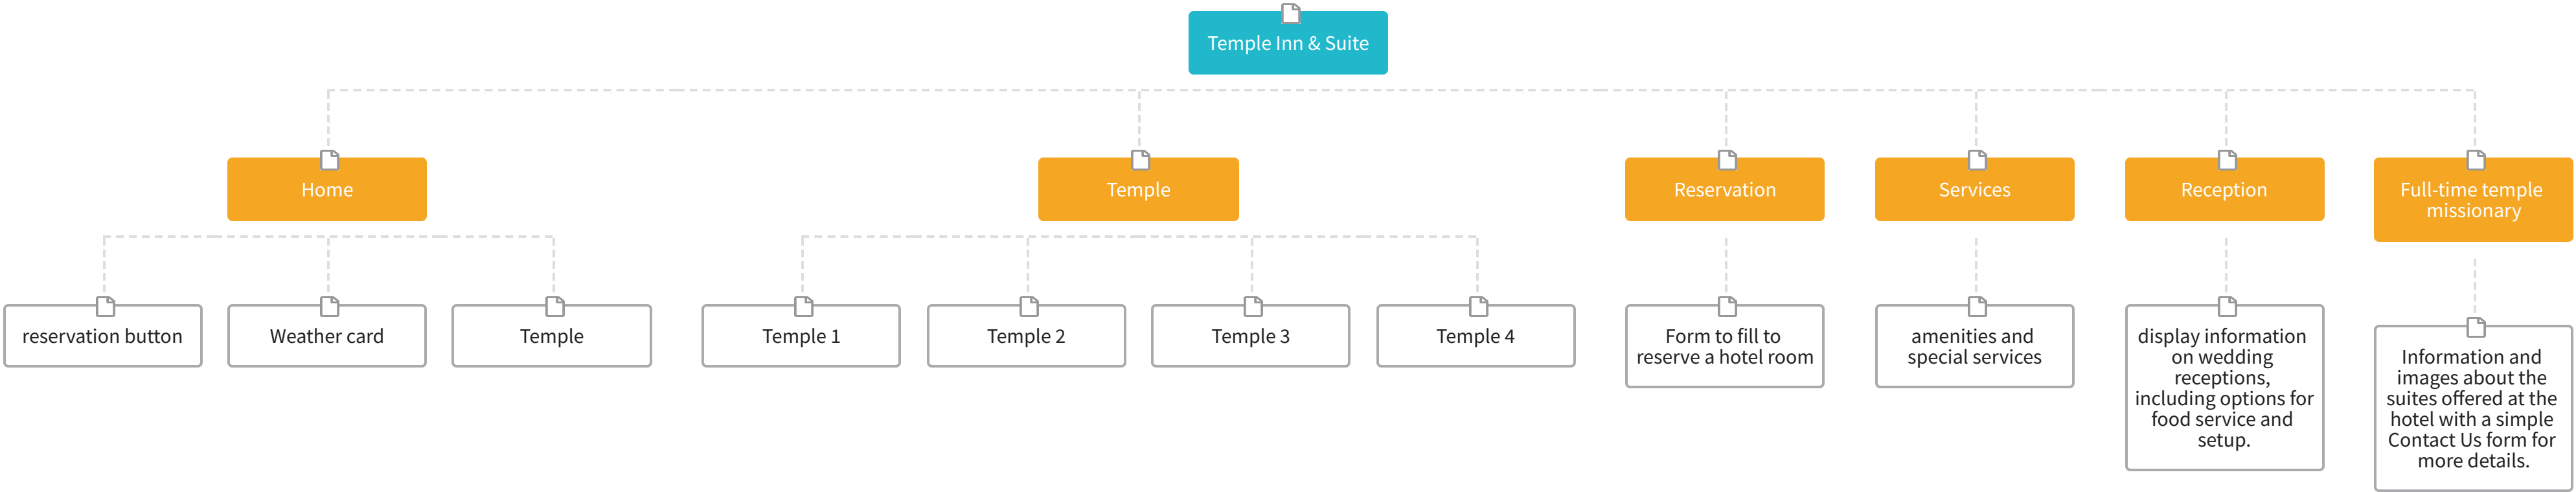 Temple Inn & Suite
Home
Temple
Reservation
Services
Reception
Full-time temple
missionary
reservation button
Weather card
Temple
Temple 1
Temple 2
Temple 3
Temple 4
Form to fill to
reserve a hotel room
amenities and
special services
display information
on wedding
receptions,
including options for
food service and
setup.
Information and
images about the
suites offered at the
hotel with a simple
Contact Us form for
more details.